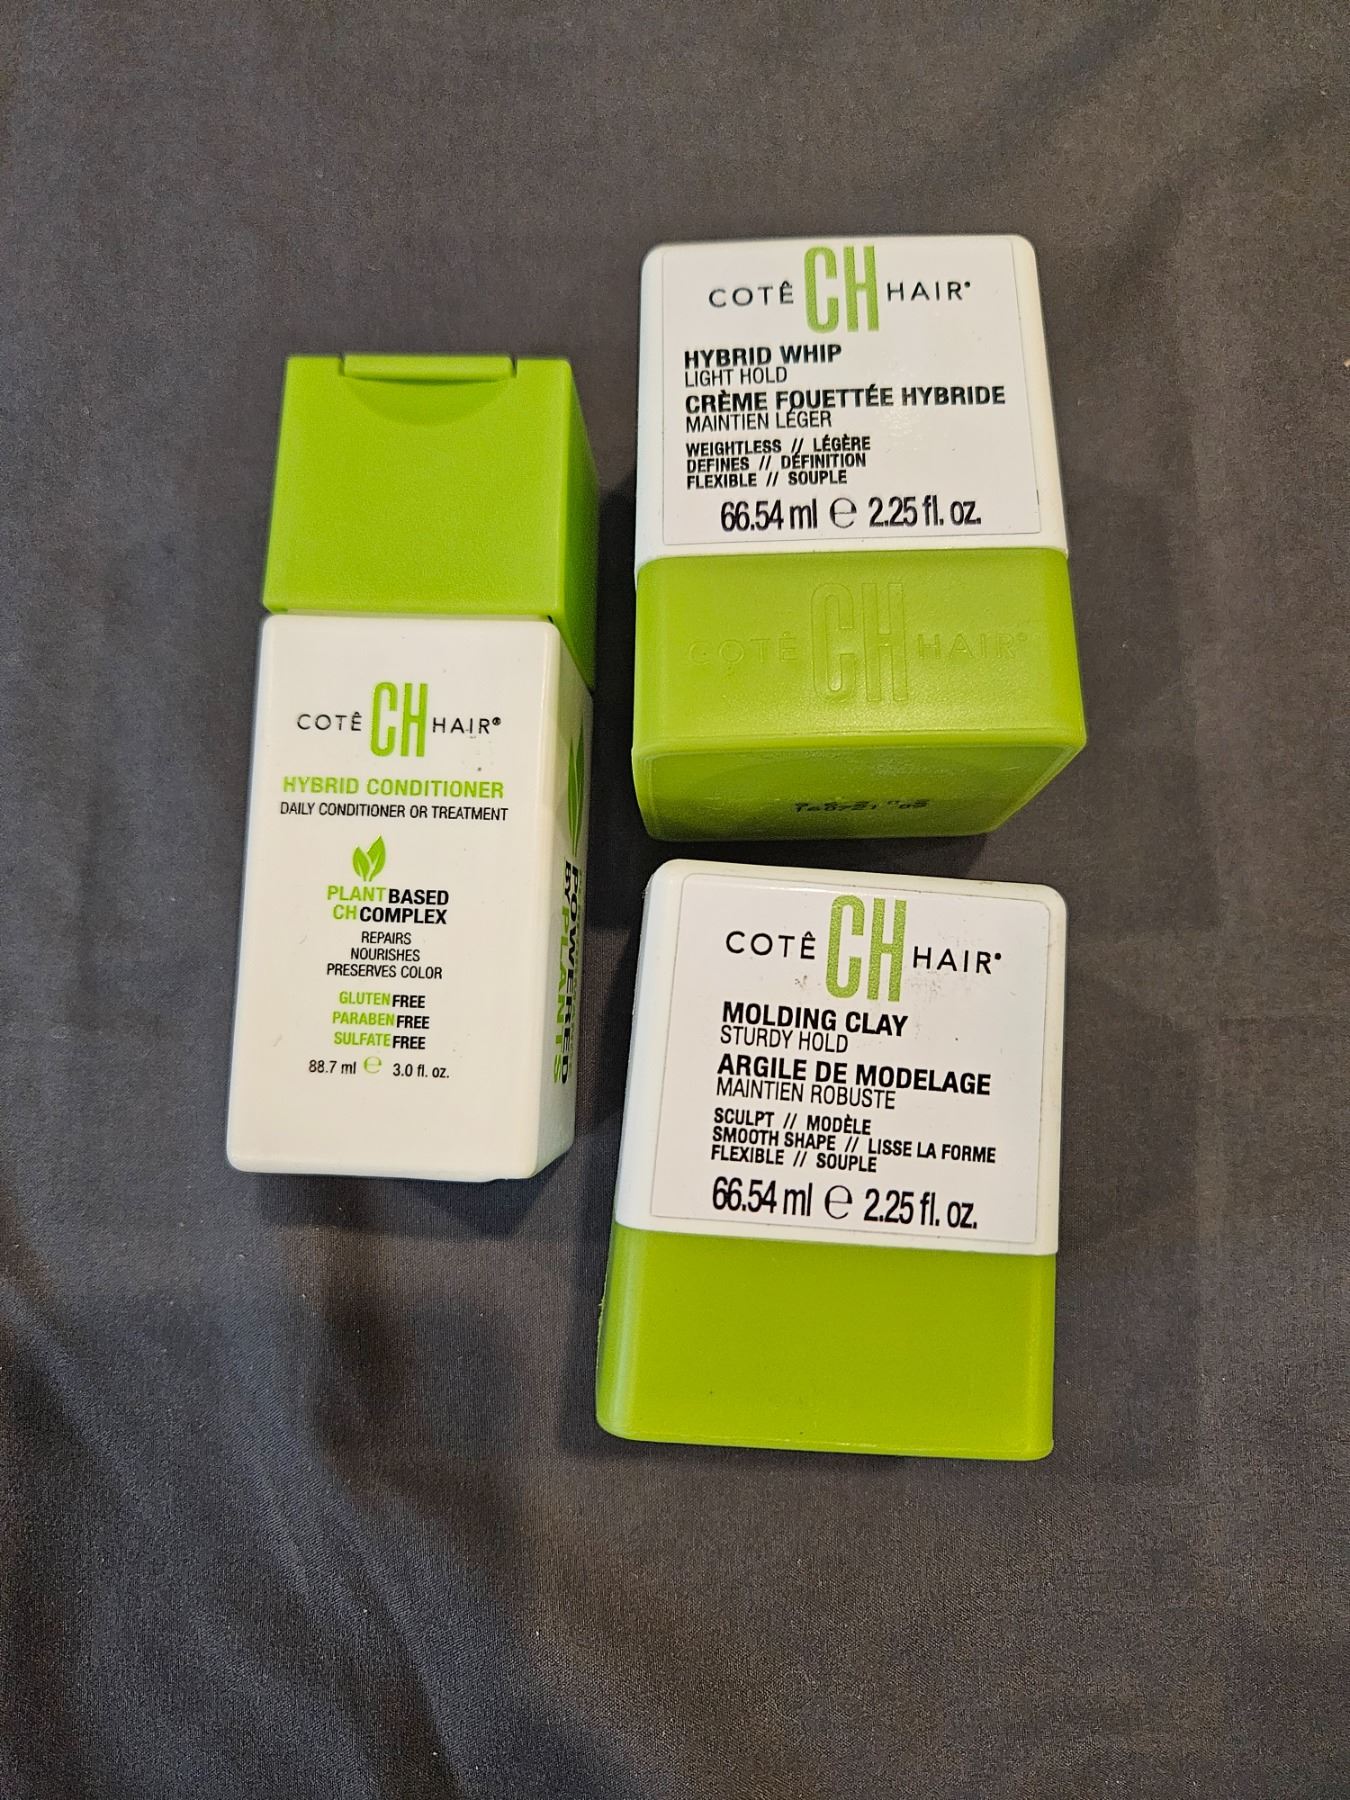 COTÊ CH HAIR®
HYBRID CONDITIONER
DAILY CONDITIONER OR TREATMENT
PLANT BASED
CH COMPLEX
REPAIRS
NOURISHES
PRESERVES COLOR
GLUTEN FREE
PARABEN FREE
SULFATE FREE
88.7 ml ℮ 3.0 fl. oz.
POWERED
BY PLANTS
COTÊ CH HAIR®
HYBRID WHIP
LIGHT HOLD
CRÈME FOUETTÉE HYBRIDE
MAINTIEN LÉGER
WEIGHTLESS // LÉGÈRE
DEFINES // DÉFINITION
FLEXIBLE // SOUPLE
66.54 ml ℮ 2.25 fl. oz.
COTÊ CH HAIR®
COTÊ CH HAIR®
MOLDING CLAY
STURDY HOLD
ARGILE DE MODELAGE
MAINTIEN ROBUSTE
SCULPT // MODÈLE
SMOOTH SHAPE // LISSE LA FORME
FLEXIBLE // SOUPLE
66.54 ml ℮ 2.25 fl. oz.